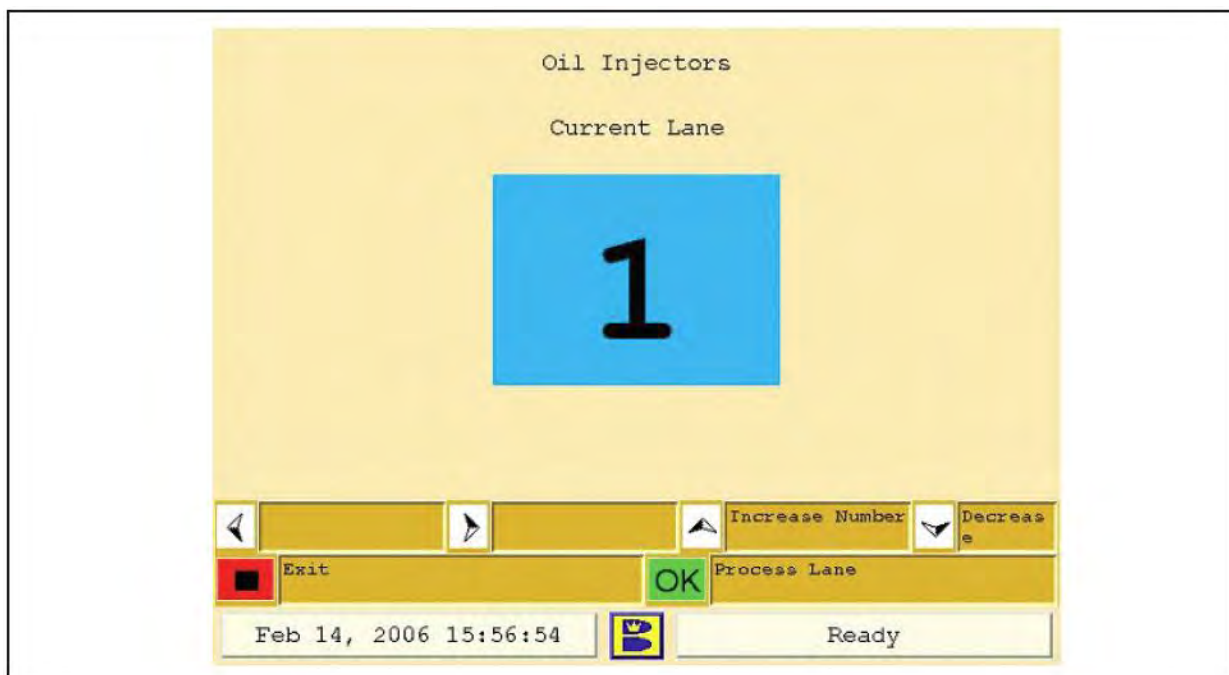 Oil Injectors
Current Lane
1
Increase Number
Decreas
e
Exit
OK
Process Lane
Feb 14, 2006 15:56:54
Ready